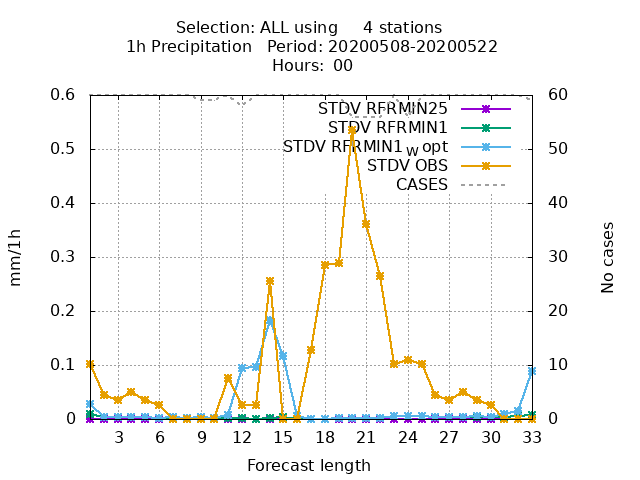 Selection: ALL using 4 stations
1h Precipitation Period: 20200508-20200522
Hours: 00
0.6
0.5
0.4
0.3
0.2
0.1
0
60
50
40
30
20
10
0
mm/1h
No cases
STDV RFRMIN25
STDV RFRMIN1
STDV RFRMIN1_w opt
STDV OBS
CASES
3 6 9 12 15 18 21 24 27 30 33
Forecast length